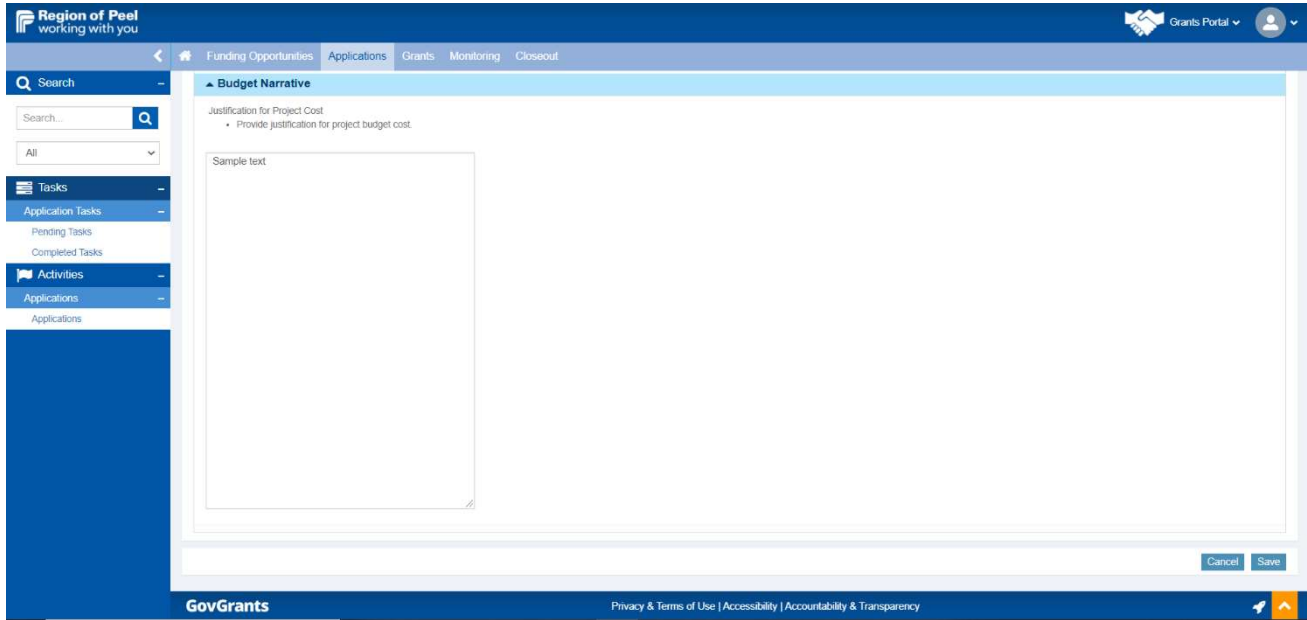 Region of Peel
working with you
Grants Portal
Funding Opportunities Applications Grants Monitoring Closeout
Search
Search...
All
Tasks
Application Tasks
Pending Tasks
Completed Tasks
Activities
Applications
Applications
Budget Narrative
Justification for Project Cost
• Provide justification for project budget cost.
Sample text
Cancel Save
GovGrants
Privacy & Terms of Use | Accessibility | Accountability & Transparency